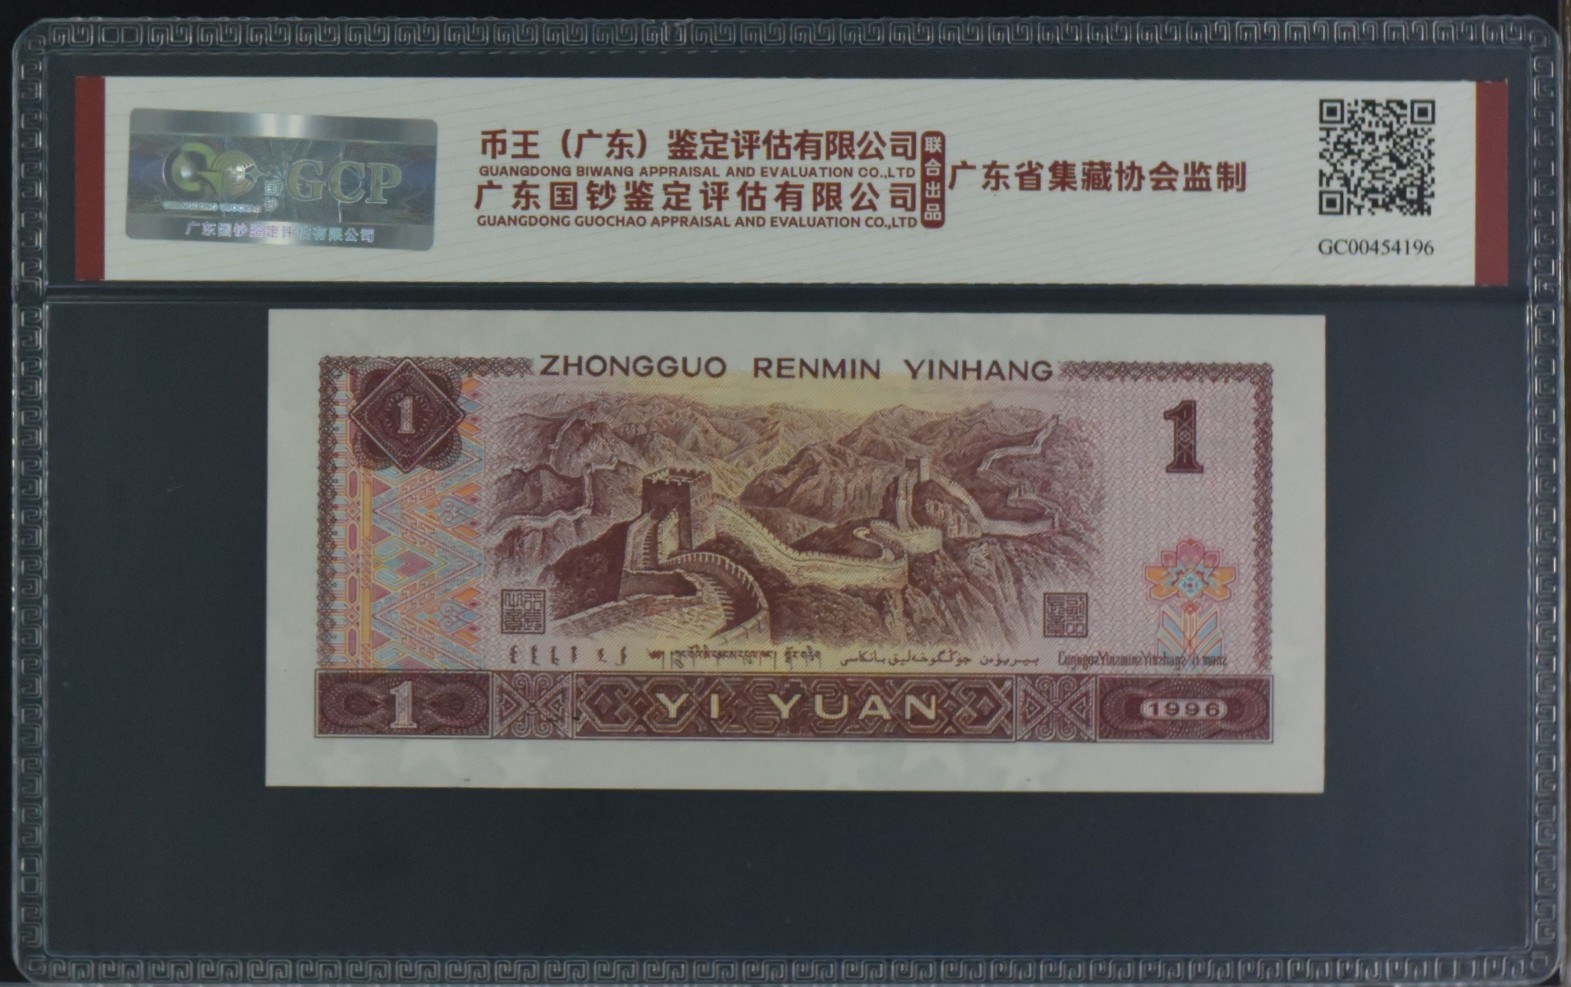 币王（广东）鉴定评估有限公司
GUANGDONG BIWANG APPRAISAL AND EVALUATION CO.,LTD
广东国钞鉴定评估有限公司
GUANGDONG GUOCHAO APPRAISAL AND EVALUATION CO.,LTD
联合出品
广东省集藏协会监制
GCP
国钞
广东国钞鉴定评估有限公司
GC00454196
ZHONGGUO RENMIN YINHANG
1
1
1
YI YUAN
1996